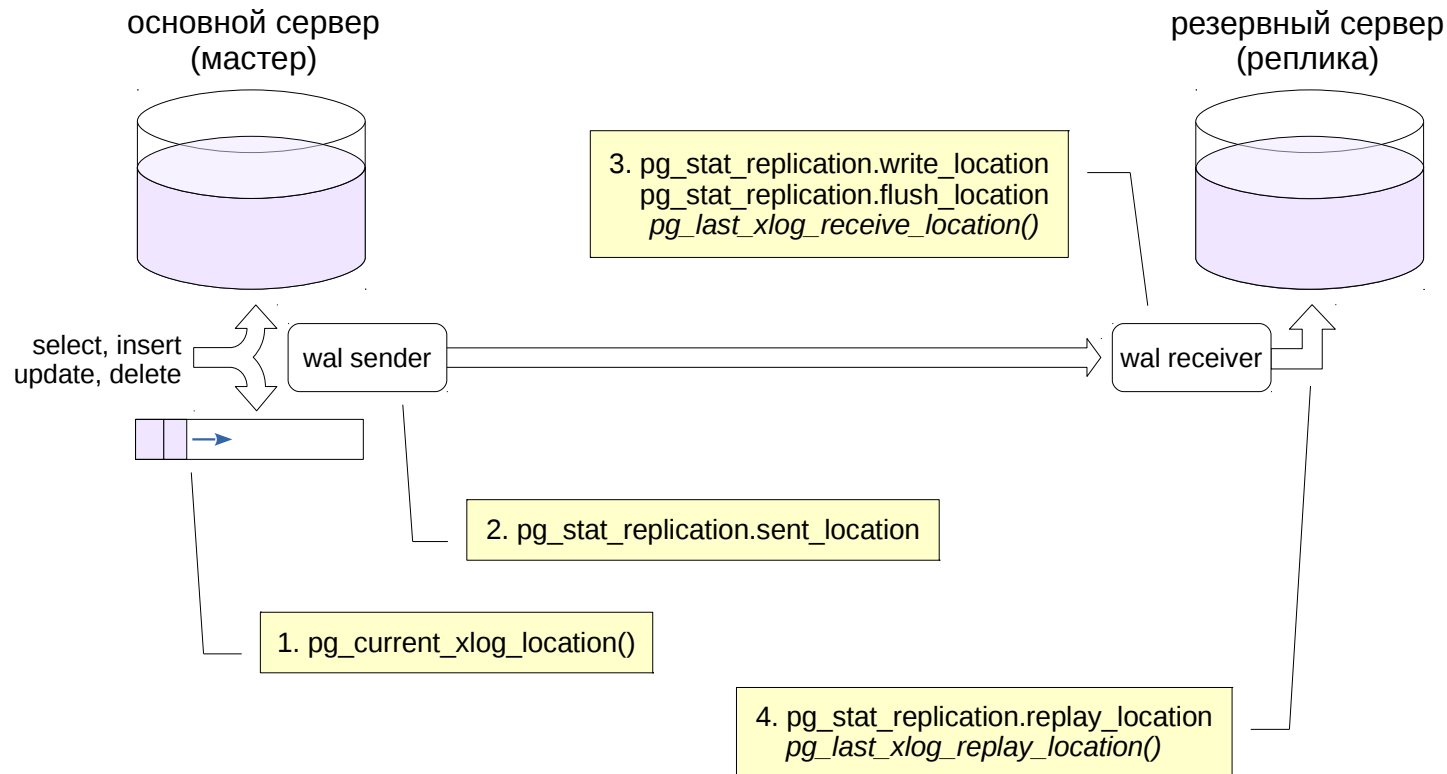 основной сервер
(мастер)
резервный сервер
(реплика)
3. pg_stat_replication.write_location
pg_stat_replication.flush_location
pg_last_xlog_receive_location()
select, insert
update, delete
wal sender
wal receiver
2. pg_stat_replication.sent_location
1. pg_current_xlog_location()
4. pg_stat_replication.replay_location
pg_last_xlog_replay_location()